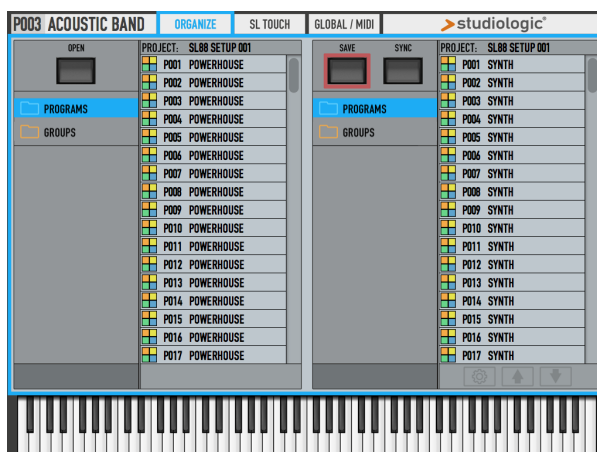 P003 ACOUSTIC BAND ORGANIZE SL TOUCH GLOBAL / MIDI studiologic®
OPEN
PROGRAMS
GROUPS
PROJECT: SL88 SETUP 001
P001 POWERHOUSE
P002 POWERHOUSE
P003 POWERHOUSE
P004 POWERHOUSE
P005 POWERHOUSE
P006 POWERHOUSE
P007 POWERHOUSE
P008 POWERHOUSE
P009 POWERHOUSE
P010 POWERHOUSE
P011 POWERHOUSE
P012 POWERHOUSE
P013 POWERHOUSE
P014 POWERHOUSE
P015 POWERHOUSE
P016 POWERHOUSE
P017 POWERHOUSE
SAVE SYNC
PROGRAMS
GROUPS
PROJECT: SL88 SETUP 001
P001 SYNTH
P002 SYNTH
P003 SYNTH
P004 SYNTH
P005 SYNTH
P006 SYNTH
P007 SYNTH
P008 SYNTH
P009 SYNTH
P010 SYNTH
P011 SYNTH
P012 SYNTH
P013 SYNTH
P014 SYNTH
P015 SYNTH
P016 SYNTH
P017 SYNTH